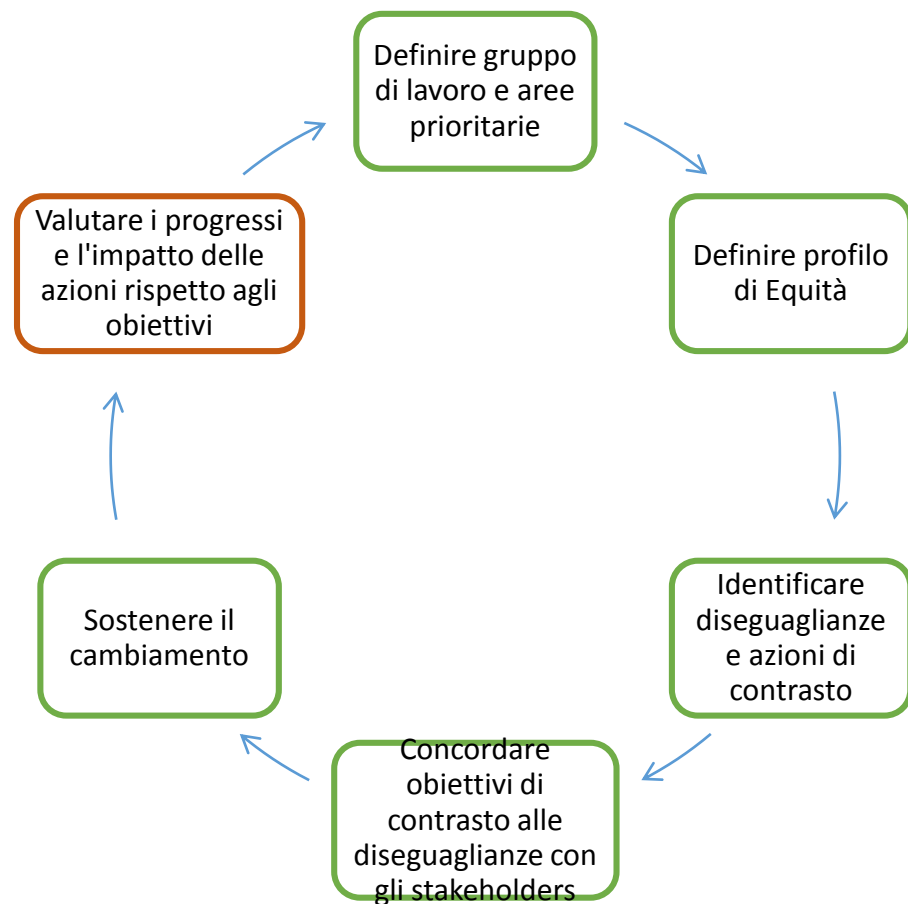 Definire gruppo
di lavoro e aree
prioritarie
Definire profilo
di Equità
Identificare
diseguaglianze
e azioni di
contrasto
Concordare
obiettivi di
contrasto alle
diseguaglianze con
gli stakeholders
Sostenere il
cambiamento
Valutare i progressi
e l'impatto delle
azioni rispetto agli
obiettivi